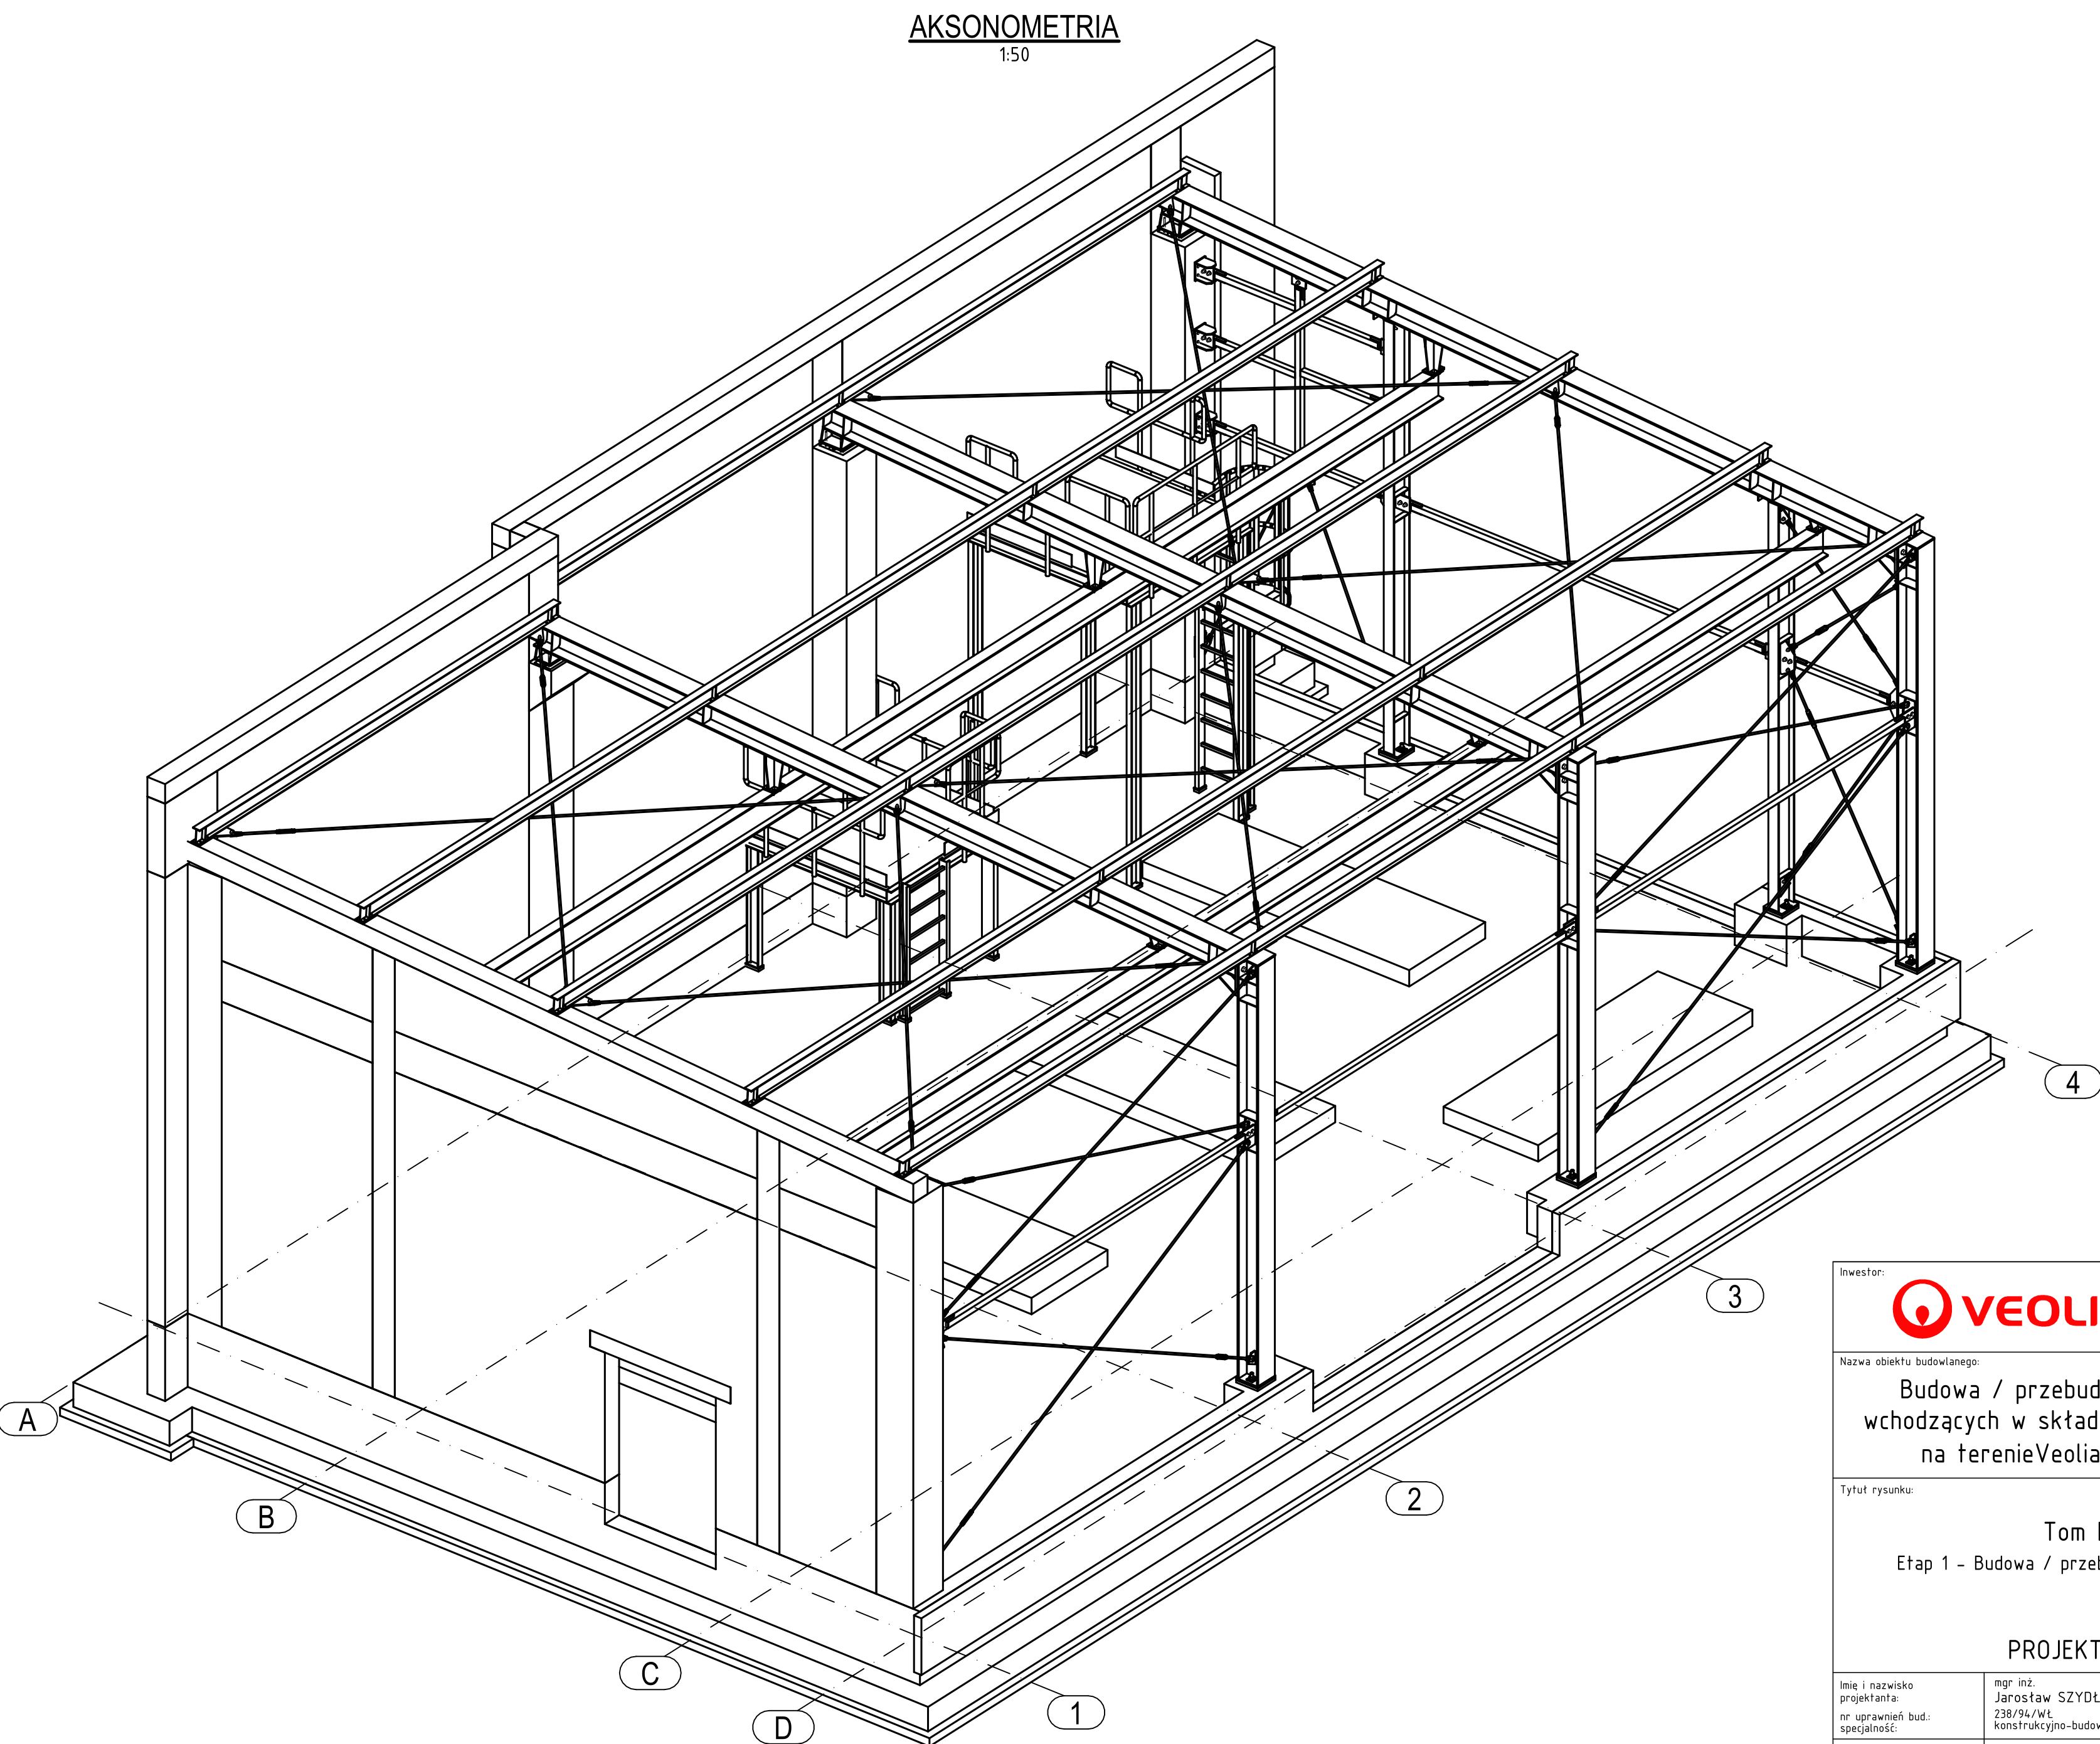 AKSONOMETRIA
1:50
4
3
2
1
A
B
C
D
Inwestor:
VEOLI
Nazwa obiektu budowlanego:
Budowa / przebud
wchodzących w skład
na terenieVeolia
Tytuł rysunku:
Tom
Etap 1 - Budowa / przeb
PROJEKT
Imię i nazwisko
projektanta:
nr uprawnień bud.:
specjalność:
mgr inż.
Jarosław SZYDŁ
238/94/WŁ
konstrukcyjno-budow